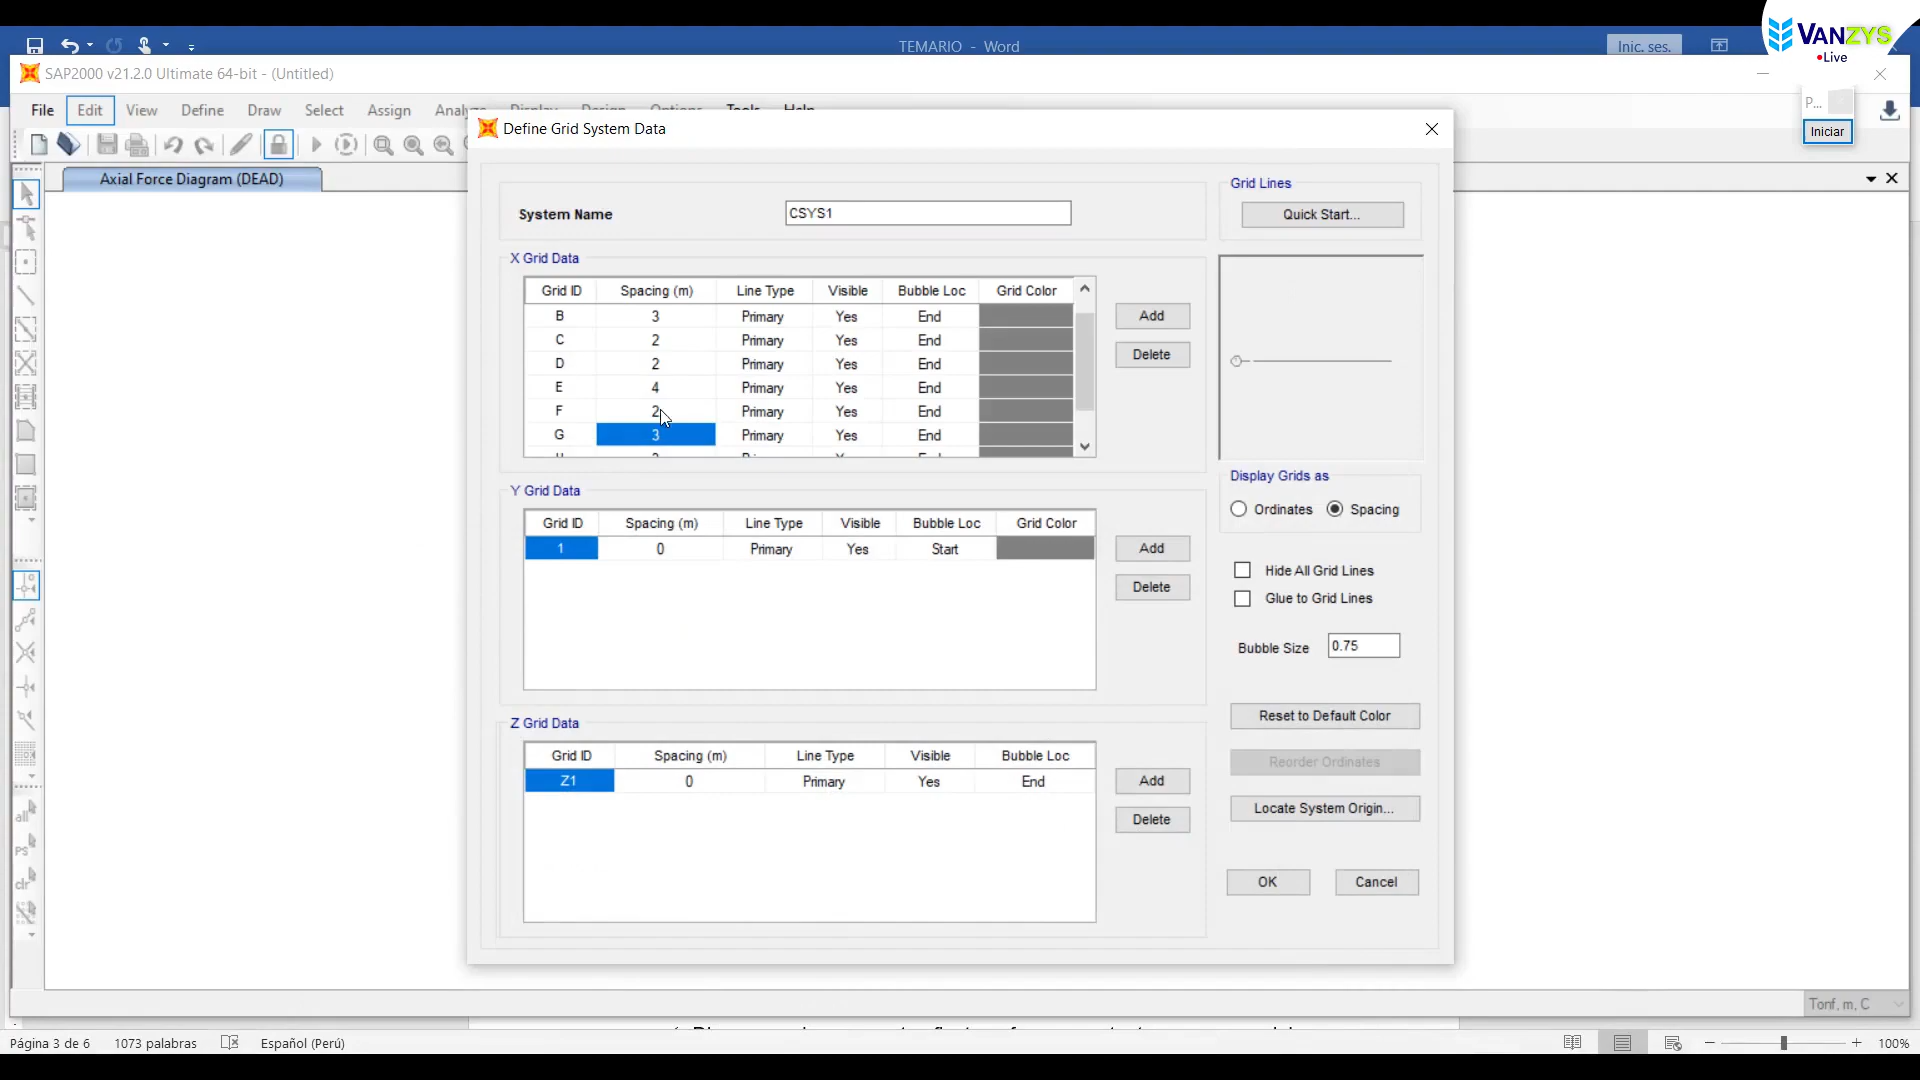 VANZYS
Live
TEMARIO - Word
Inic. ses.
SAP2000 v21.2.0 Ultimate 64-bit - (Untitled)
P...
Iniciar
File Edit View Define Draw Select Assign
Define Grid System Data
Axial Force Diagram (DEAD)
System Name CSYS1
Grid Lines
Quick Start...
X Grid Data
Grid ID Spacing (m) Line Type Visible Bubble Loc Grid Color
B 3 Primary Yes End
C 2 Primary Yes End
D 2 Primary Yes End
E 4 Primary Yes End
F 2 Primary Yes End
G 3 Primary Yes End
Add
Delete
Y Grid Data
Grid ID Spacing (m) Line Type Visible Bubble Loc Grid Color
1 0 Primary Yes Start
Add
Delete
Z Grid Data
Grid ID Spacing (m) Line Type Visible Bubble Loc
Z1 0 Primary Yes End
Add
Delete
Display Grids as
Ordinates Spacing
Hide All Grid Lines
Glue to Grid Lines
Bubble Size 0.75
Reset to Default Color
Reorder Ordinates
Locate System Origin...
OK Cancel
all
PS
clr
Tonf, m, C
Página 3 de 6 1073 palabras Español (Perú) 100%